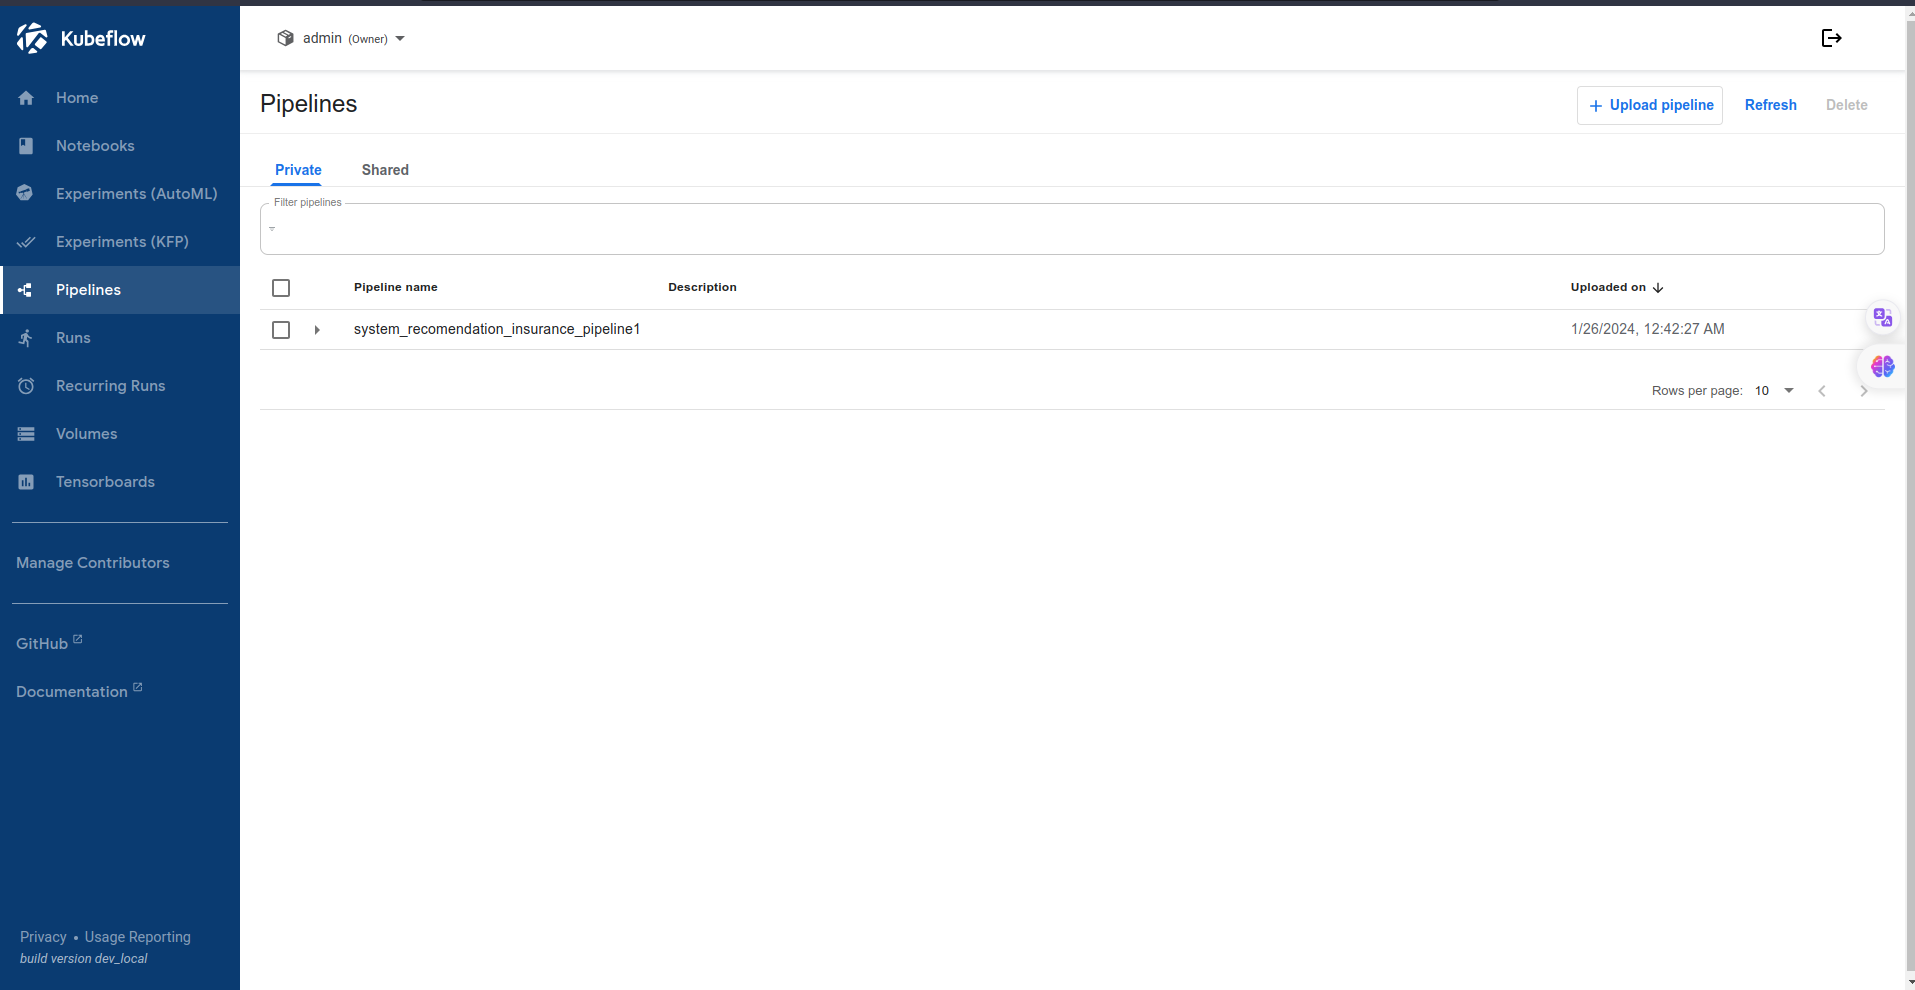 Kubeflow
Home
Notebooks
Experiments (AutoML)
Experiments (KFP)
Pipelines
Runs
Recurring Runs
Volumes
Tensorboards
Manage Contributors
GitHub
Documentation
Privacy • Usage Reporting
build version dev_local
admin (Owner)
Pipelines
+ Upload pipeline Refresh Delete
Private Shared
Filter pipelines
Pipeline name Description Uploaded on
system_recomendation_insurance_pipeline1 1/26/2024, 12:42:27 AM
Rows per page: 10